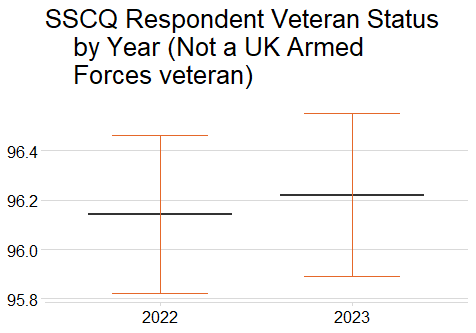 SSCQ Respondent Veteran Status
by Year (Not a UK Armed
Forces veteran)
96.4
96.2
96.0
95.8
2022 2023